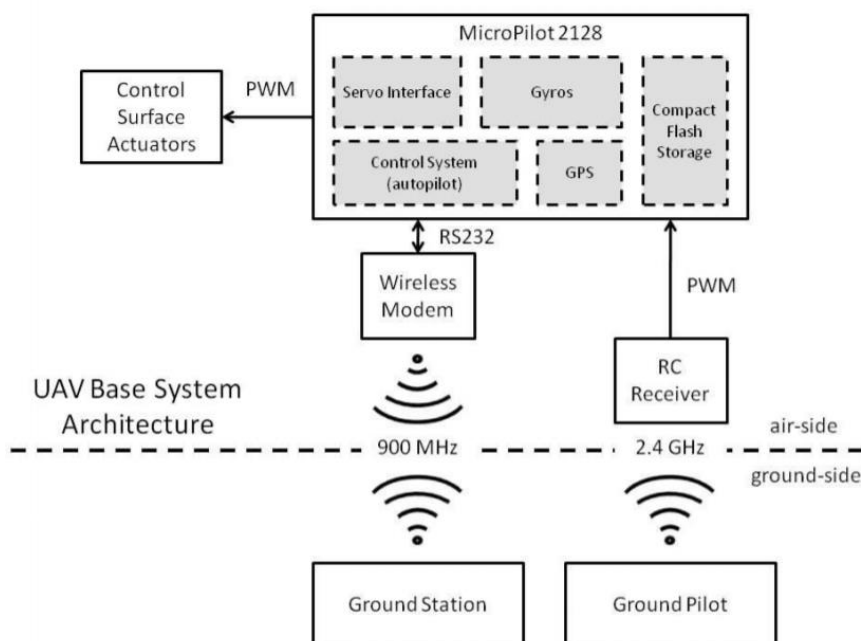 MicroPilot 2128
Control
Surface
Actuators
PWM
Servo Interface
Gyros
Compact
Flash
Storage
Control System
(autopilot)
GPS
RS232
Wireless
Modem
PWM
RC
Receiver
UAV Base System
Architecture
900 MHz
2.4 GHz
air-side
ground-side
Ground Station
Ground Pilot